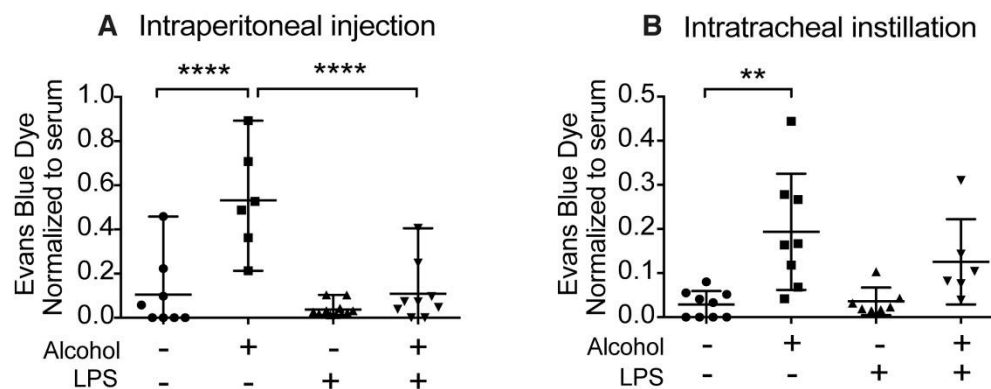 A Intraperitoneal injection
**** ****
Evans Blue Dye
Normalized to serum
1.0
0.8
0.6
0.4
0.2
0.0
Alcohol - + - +
LPS - - + +
B Intratracheal instillation
**
Evans Blue Dye
Normalized to serum
0.5
0.4
0.3
0.2
0.1
0.0
Alcohol - + - +
LPS - - + +